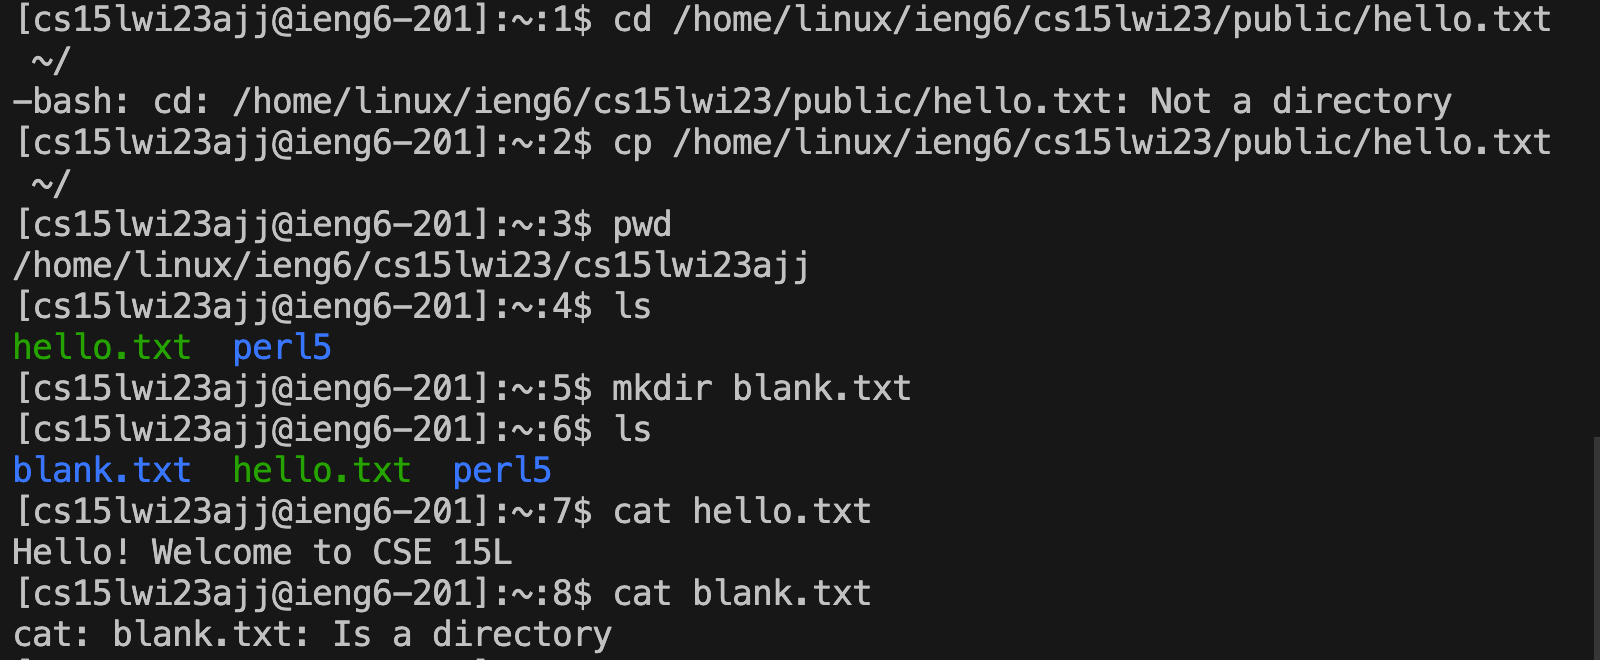 [cs15lwi23ajj@ieng6-201]:~:1$ cd /home/linux/ieng6/cs15lwi23/public/hello.txt
 ~/
-bash: cd: /home/linux/ieng6/cs15lwi23/public/hello.txt: Not a directory
[cs15lwi23ajj@ieng6-201]:~:2$ cp /home/linux/ieng6/cs15lwi23/public/hello.txt
 ~/
[cs15lwi23ajj@ieng6-201]:~:3$ pwd
/home/linux/ieng6/cs15lwi23/cs15lwi23ajj
[cs15lwi23ajj@ieng6-201]:~:4$ ls
hello.txt  perl5
[cs15lwi23ajj@ieng6-201]:~:5$ mkdir blank.txt
[cs15lwi23ajj@ieng6-201]:~:6$ ls
blank.txt  hello.txt  perl5
[cs15lwi23ajj@ieng6-201]:~:7$ cat hello.txt
Hello! Welcome to CSE 15L
[cs15lwi23ajj@ieng6-201]:~:8$ cat blank.txt
cat: blank.txt: Is a directory